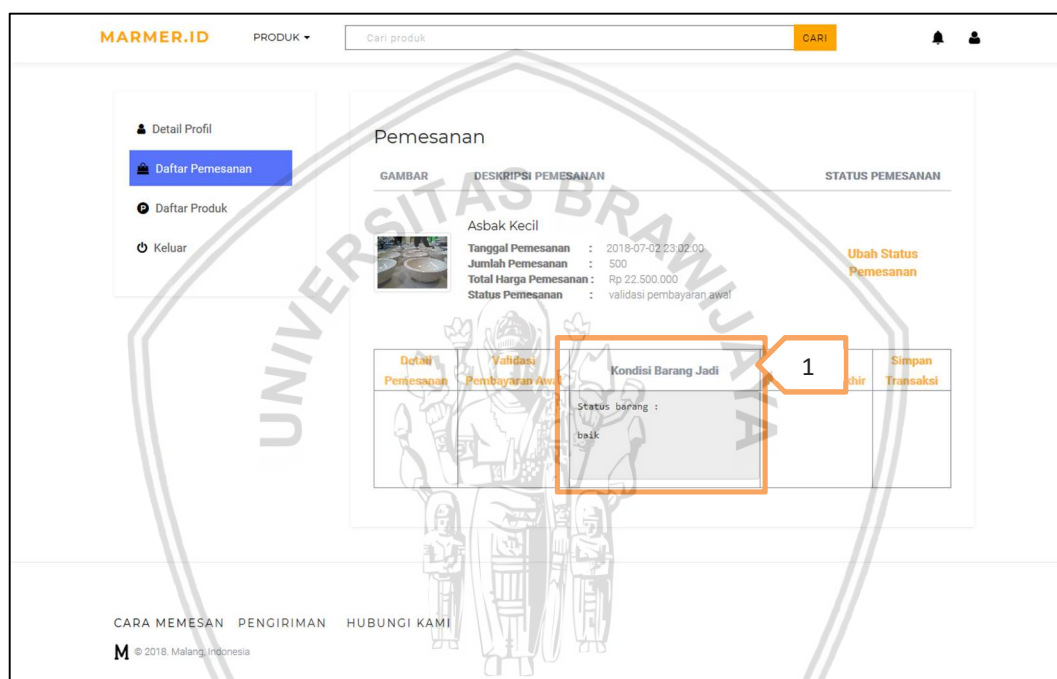 MARMER.ID PRODUK Cari produk CARI
Detail Profil
Daftar Pemesanan
Daftar Produk
Keluar
Pemesanan
GAMBAR DESKRIPSI PEMESANAN STATUS PEMESANAN
Asbak Kecil
Tanggal Pemesanan : 2018-07-02 23:02:00
Jumlah Pemesanan : 500
Total Harga Pemesanan : Rp 22.500.000
Status Pemesanan : validasi pembayaran awal
Ubah Status
Pemesanan
Detail
Pemesanan
Validasi
Pembayaran Awal
Kondisi Barang Jadi
1
Simpan
Transaksi
Status barang :
baik
CARA MEMESAN PENGIRIMAN HUBUNGI KAMI
M © 2018. Malang, Indonesia
UNIVERSITAS BRAWIJAYA